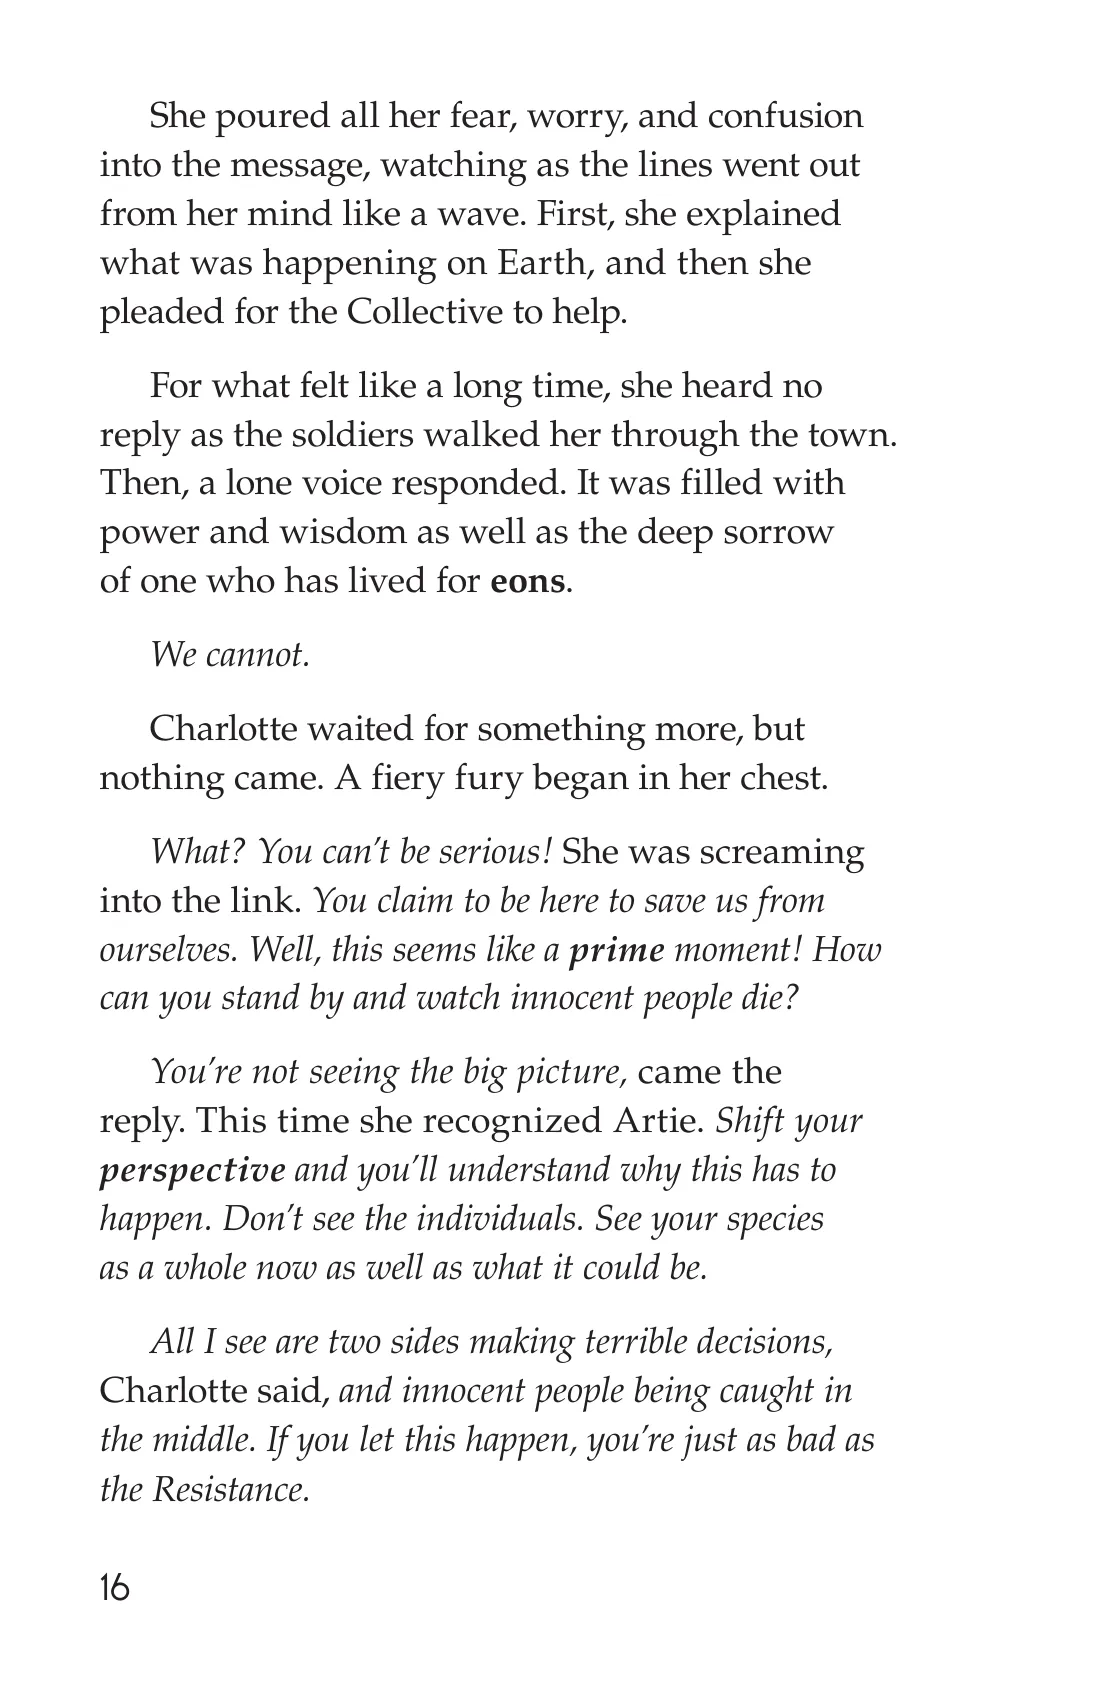 She poured all her fear, worry, and confusion
into the message, watching as the lines went out
from her mind like a wave. First, she explained
what was happening on Earth, and then she
pleaded for the Collective to help.
For what felt like a long time, she heard no
reply as the soldiers walked her through the town.
Then, a lone voice responded. It was filled with
power and wisdom as well as the deep sorrow
of one who has lived for eons.
We cannot.
Charlotte waited for something more, but
nothing came. A fiery fury began in her chest.
What? You can’t be serious! She was screaming
into the link. You claim to be here to save us from
ourselves. Well, this seems like a prime moment! How
can you stand by and watch innocent people die?
You’re not seeing the big picture, came the
reply. This time she recognized Artie. Shift your
perspective and you’ll understand why this has to
happen. Don’t see the individuals. See your species
as a whole now as well as what it could be.
All I see are two sides making terrible decisions,
Charlotte said, and innocent people being caught in
the middle. If you let this happen, you’re just as bad as
the Resistance.
16